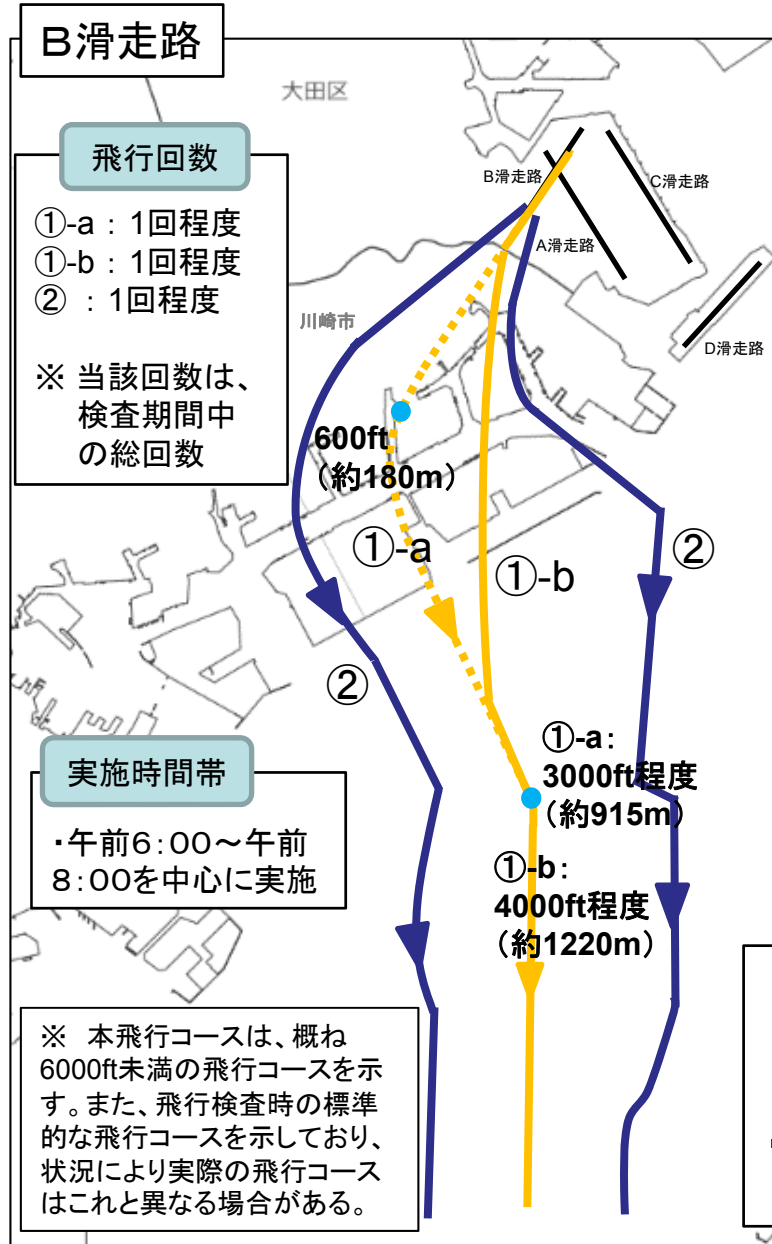 B滑走路
大田区
飛行回数
①-a : 1回程度
①-b : 1回程度
② : 1回程度
※ 当該回数は、
検査期間中
の総回数
B滑走路
C滑走路
A滑走路
D滑走路
川崎市
600ft
(約180m)
①-a
①-b
②
②
①-a:
3000ft程度
(約915m)
①-b:
4000ft程度
(約1220m)
実施時間帯
・午前6:00～午前
8:00を中心に実施
※ 本飛行コースは、概ね
6000ft未満の飛行コースを示
す。また、飛行検査時の標準
的な飛行コースを示しており、
状況により実際の飛行コース
はこれと異なる場合がある。